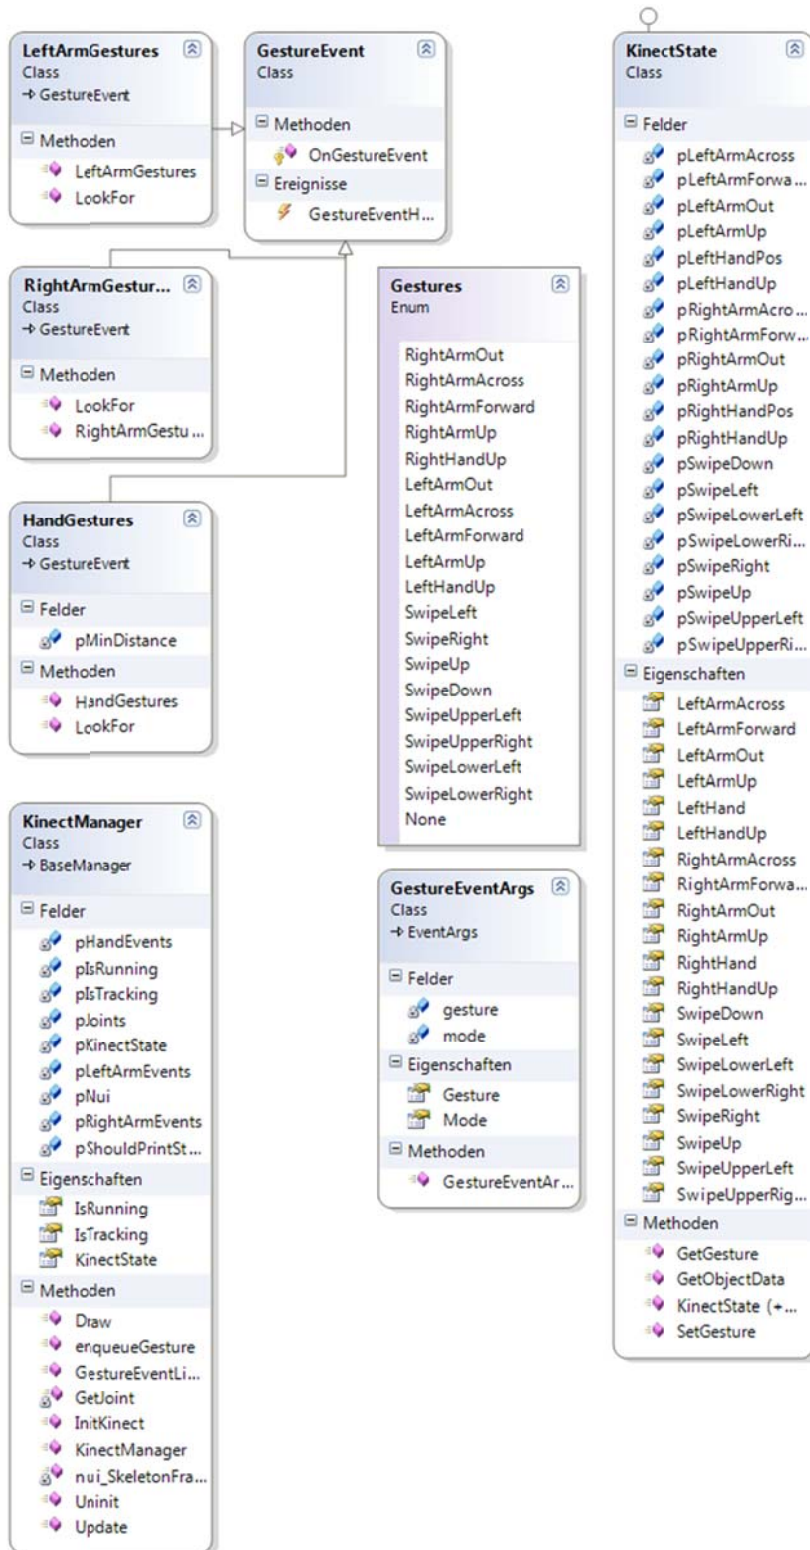 LeftArmGestures
Class
GestureEvent
Methoden
LeftArmGestures
LookFor
GestureEvent
Class
Methoden
OnGestureEvent
Ereignisse
GestureEventH...
RightArmGestur...
Class
GestureEvent
Methoden
LookFor
RightArmGestu...
HandGestures
Class
GestureEvent
Felder
pMinDistance
Methoden
HandGestures
LookFor
KinectManager
Class
BaseManager
Felder
pHandEvents
pIsRunning
pIsTracking
pJoints
pKinectState
pLeftArmEvents
pNui
pRightArmEvents
pShouldPrintSt...
Eigenschaften
IsRunning
IsTracking
KinectState
Methoden
Draw
enqueueGesture
GestureEventLi...
GetJoint
InitKinect
KinectManager
nui_SkeletonFra...
Uninit
Update
Gestures
Enum
RightArmOut
RightArmAcross
RightArmForward
RightArmUp
RightHandUp
LeftArmOut
LeftArmAcross
LeftArmForward
LeftArmUp
LeftHandUp
SwipeLeft
SwipeRight
SwipeUp
SwipeDown
SwipeUpperLeft
SwipeUpperRight
SwipeLowerLeft
SwipeLowerRight
None
GestureEventArgs
Class
EventArgs
Felder
gesture
mode
Eigenschaften
Gesture
Mode
Methoden
GestureEventAr...
KinectState
Class
Felder
pLeftArmAcross
pLeftArmForwa...
pLeftArmOut
pLeftArmUp
pLeftHandPos
pLeftHandUp
pRightArmAcro...
pRightArmForw...
pRightArmOut
pRightArmUp
pRightHandPos
pRightHandUp
pSwipeDown
pSwipeLeft
pSwipeLowerLeft
pSwipeLowerRi...
pSwipeRight
pSwipeUp
pSwipeUpperLeft
pSwipeUpperRi...
Eigenschaften
LeftArmAcross
LeftArmForward
LeftArmOut
LeftArmUp
LeftHand
LeftHandUp
RightArmAcross
RightArmForwa...
RightArmOut
RightArmUp
RightHand
RightHandUp
SwipeDown
SwipeLeft
SwipeLowerLeft
SwipeLowerRight
SwipeRight
SwipeUp
SwipeUpperLeft
SwipeUpperRig...
Methoden
GetGesture
GetObjectData
KinectState (+...
SetGesture